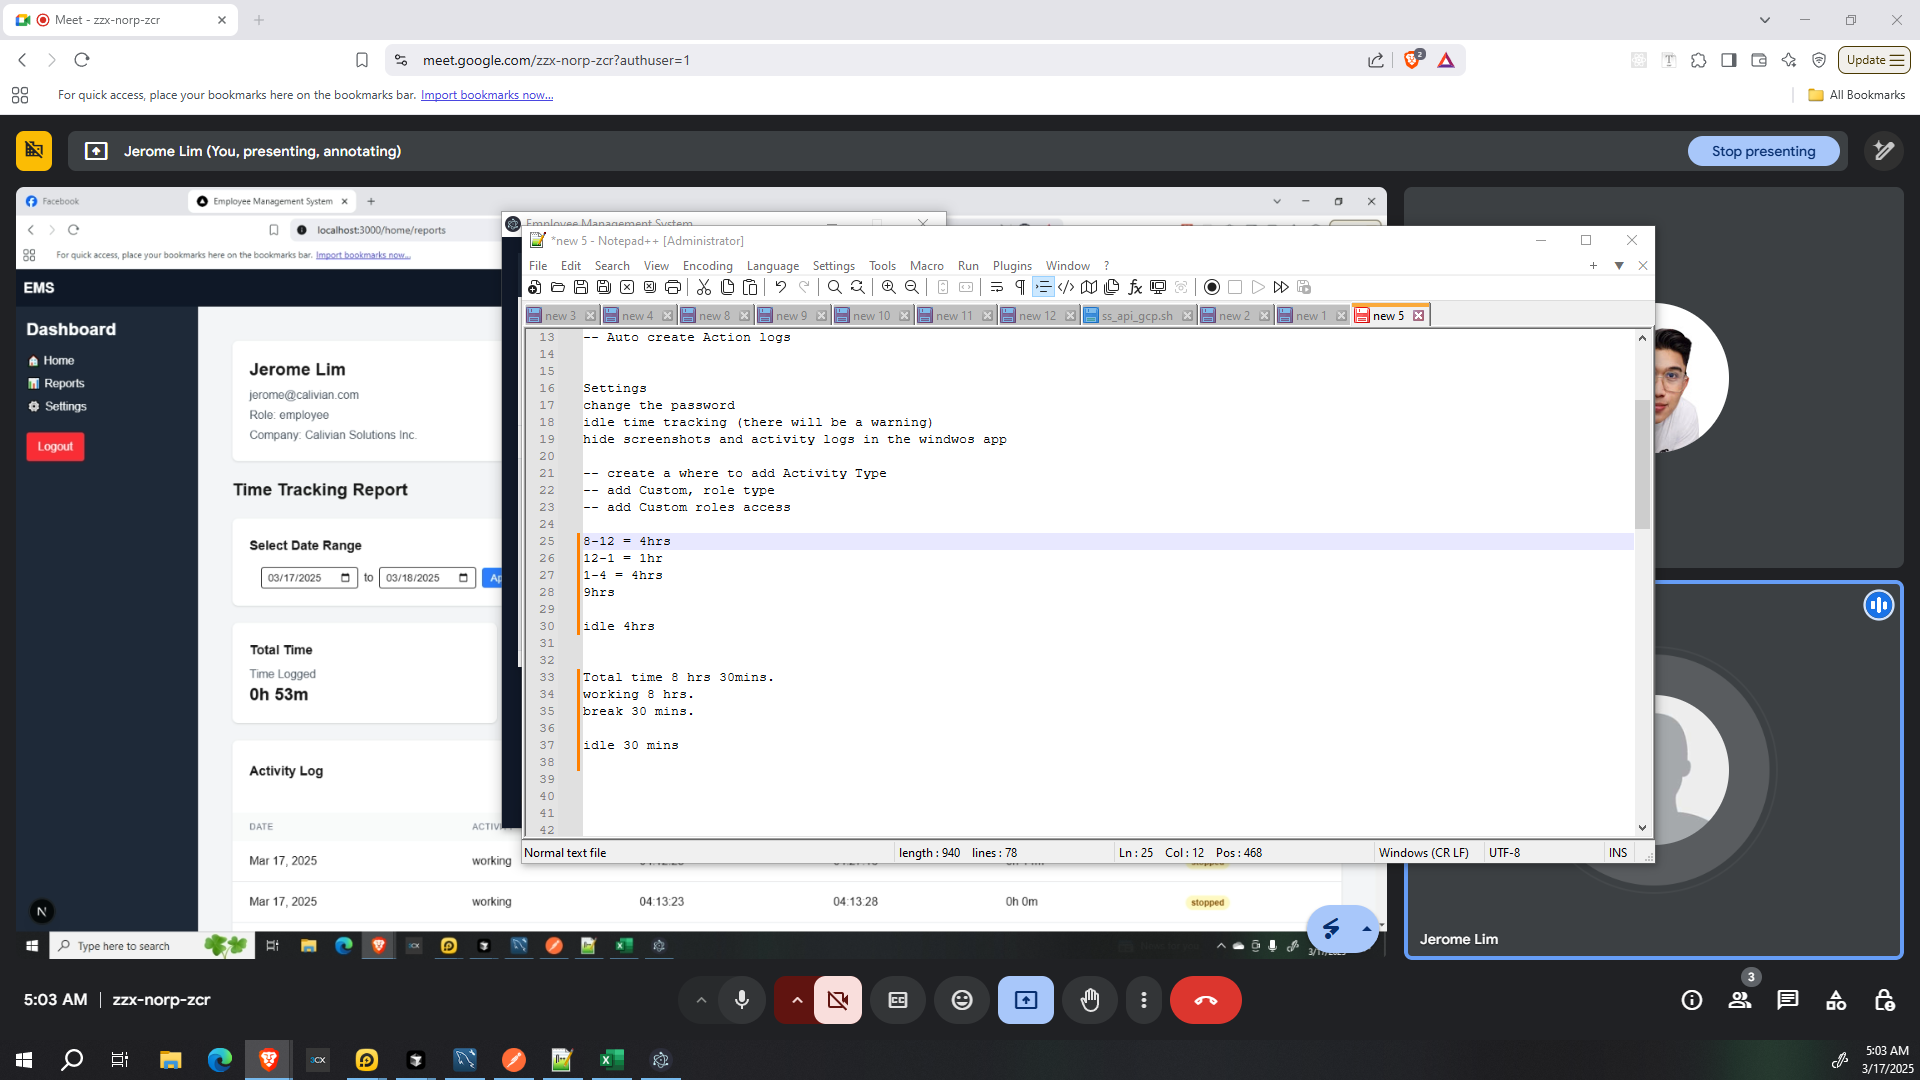 Meet - zzx-norp-zcr
meet.google.com/zzx-norp-zcr?authuser=1
2
Update
For quick access, place your bookmarks here on the bookmarks bar. Import bookmarks now...
All Bookmarks
Jerome Lim (You, presenting, annotating)
Stop presenting
Facebook
Employee Management System
localhost:3000/home/reports
For quick access, place your bookmarks here on the bookmarks bar. Import bookmarks now...
EMS
Dashboard
Home
Reports
Settings
Logout
Jerome Lim
jerome@calivian.com
Role: employee
Company: Calivian Solutions Inc.
Time Tracking Report
Select Date Range
03/17/2025 to 03/18/2025 Ap
Total Time
Time Logged
0h 53m
Activity Log
DATE
Mar 17, 2025 working
Mar 17, 2025 working 04:13:23 04:13:28 0h 0m stopped
N
Type here to search
Employee Management System
*new 5 - Notepad++ [Administrator]
File Edit Search View Encoding Language Settings Tools Macro Run Plugins Window ?
new 3 new 4 new 8 new 9 new 10 new 11 new 12 ss_api_gcp.sh new 2 new 1 new 5
13 -- Auto create Action logs
14
15
16 Settings
17 change the password
18 idle time tracking (there will be a warning)
19 hide screenshots and activity logs in the windwos app
20
21 -- create a where to add Activity Type
22 -- add Custom, role type
23 -- add Custom roles access
24
25 8-12 = 4hrs
26 12-1 = 1hr
27 1-4 = 4hrs
28 9hrs
29
30 idle 4hrs
31
32
33 Total time 8 hrs 30mins.
34 working 8 hrs.
35 break 30 mins.
36
37 idle 30 mins
38
39
40
41
42
Normal text file length : 940 lines : 78 Ln : 25 Col : 12 Pos : 468 Windows (CR LF) UTF-8 INS
Jerome Lim
5:03 AM | zzx-norp-zcr
3
5:03 AM
3/17/2025